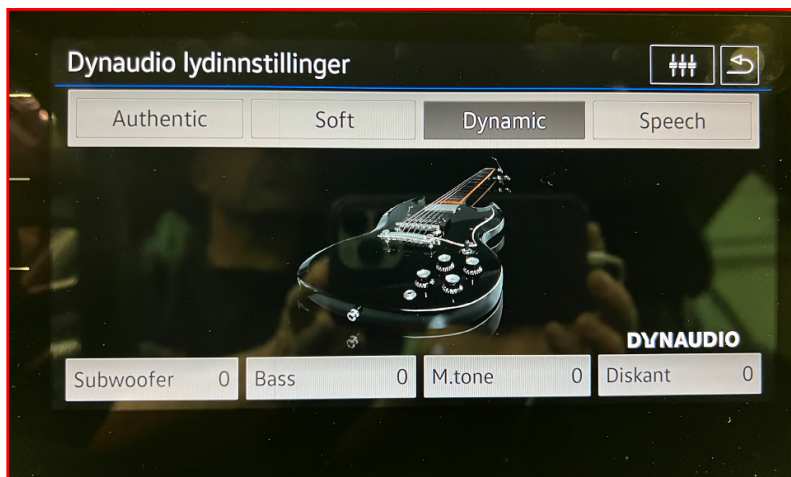 Dynaudio lydinnstillinger
Authentic Soft Dynamic Speech
DYNAUDIO
Subwoofer 0 Bass 0 M.tone 0 Diskant 0